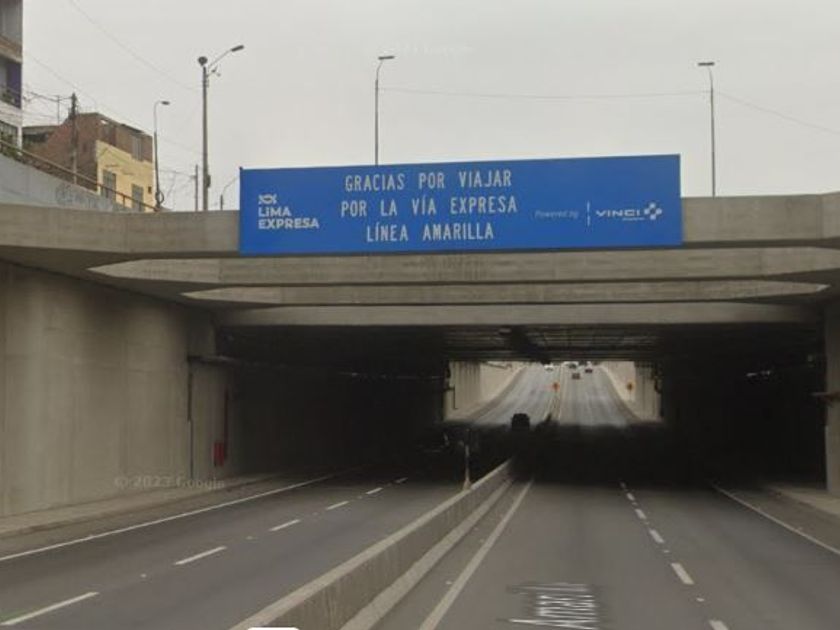 GRACIAS POR VIAJAR
POR LA VÍA EXPRESA
LÍNEA AMARILLA
LIMA
EXPRESA
Powered by
VINCI
© 2023 Google